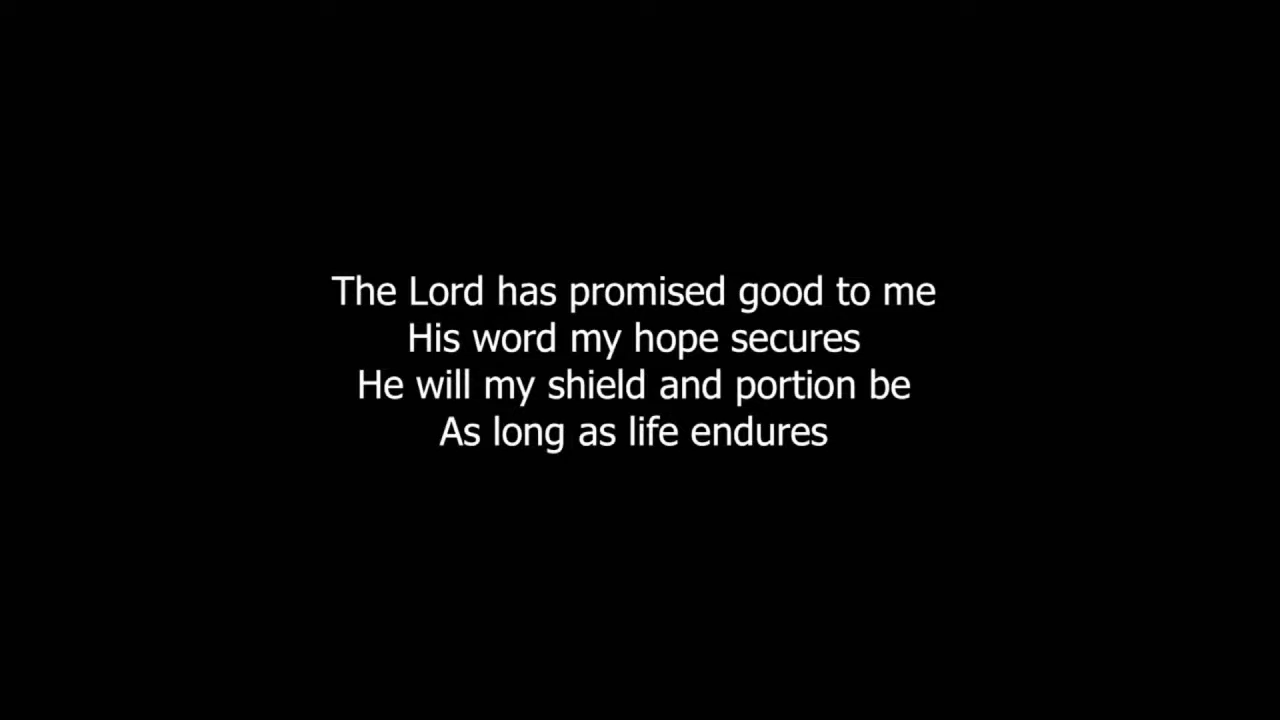 The Lord has promised good to me
His word my hope secures
He will my shield and portion be
As long as life endures